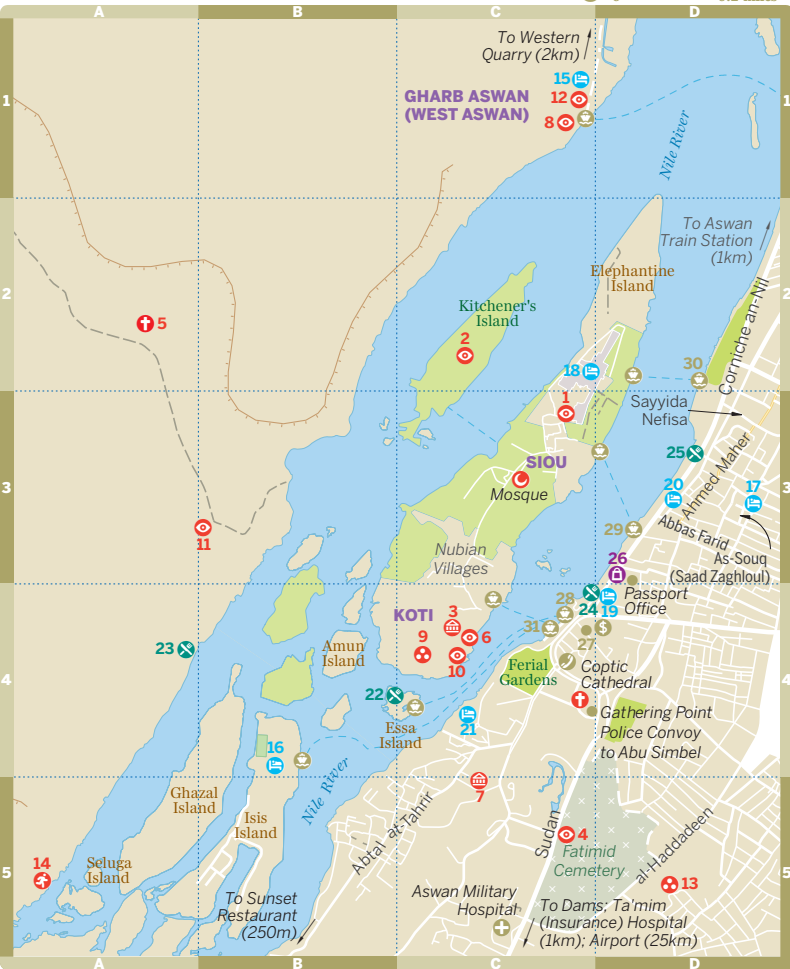 A
B
C
D
To Western
Quarry (2km)
15
GHARB ASWAN
(WEST ASWAN)
12
8
1
1
Nile River
To Aswan
Train Station
(1km)
Elephantine
Island
Kitchener's
Island
2
2
5
2
Corniche an-Nil
18
30
1
Sayyida
Nefisa
SIOU
25
Mosque
3
3
20
17
Ahmed Maher
11
29
Abbas Farid
As-Souq
(Saad Zaghloul)
Nubian
Villages
26
Passport
Office
24
19
28
KOTI
3
31
9
6
27
10
23
Amun
Island
Ferial
Gardens
Coptic
Cathedral
4
4
22
Gathering Point
Police Convoy
to Abu Simbel
Essa
Island
21
16
Nile River
Ghazal
Island
7
Isis
Island
Abtal at-Tahrir
Sudan
4
Fatimid
Cemetery
al-Haddadeen
14
Seluga
Island
5
5
13
To Sunset
Restaurant
(250m)
Aswan Military
Hospital
To Dams; Ta'mim
(Insurance) Hospital
(1km); Airport (25km)
A
B
C
D